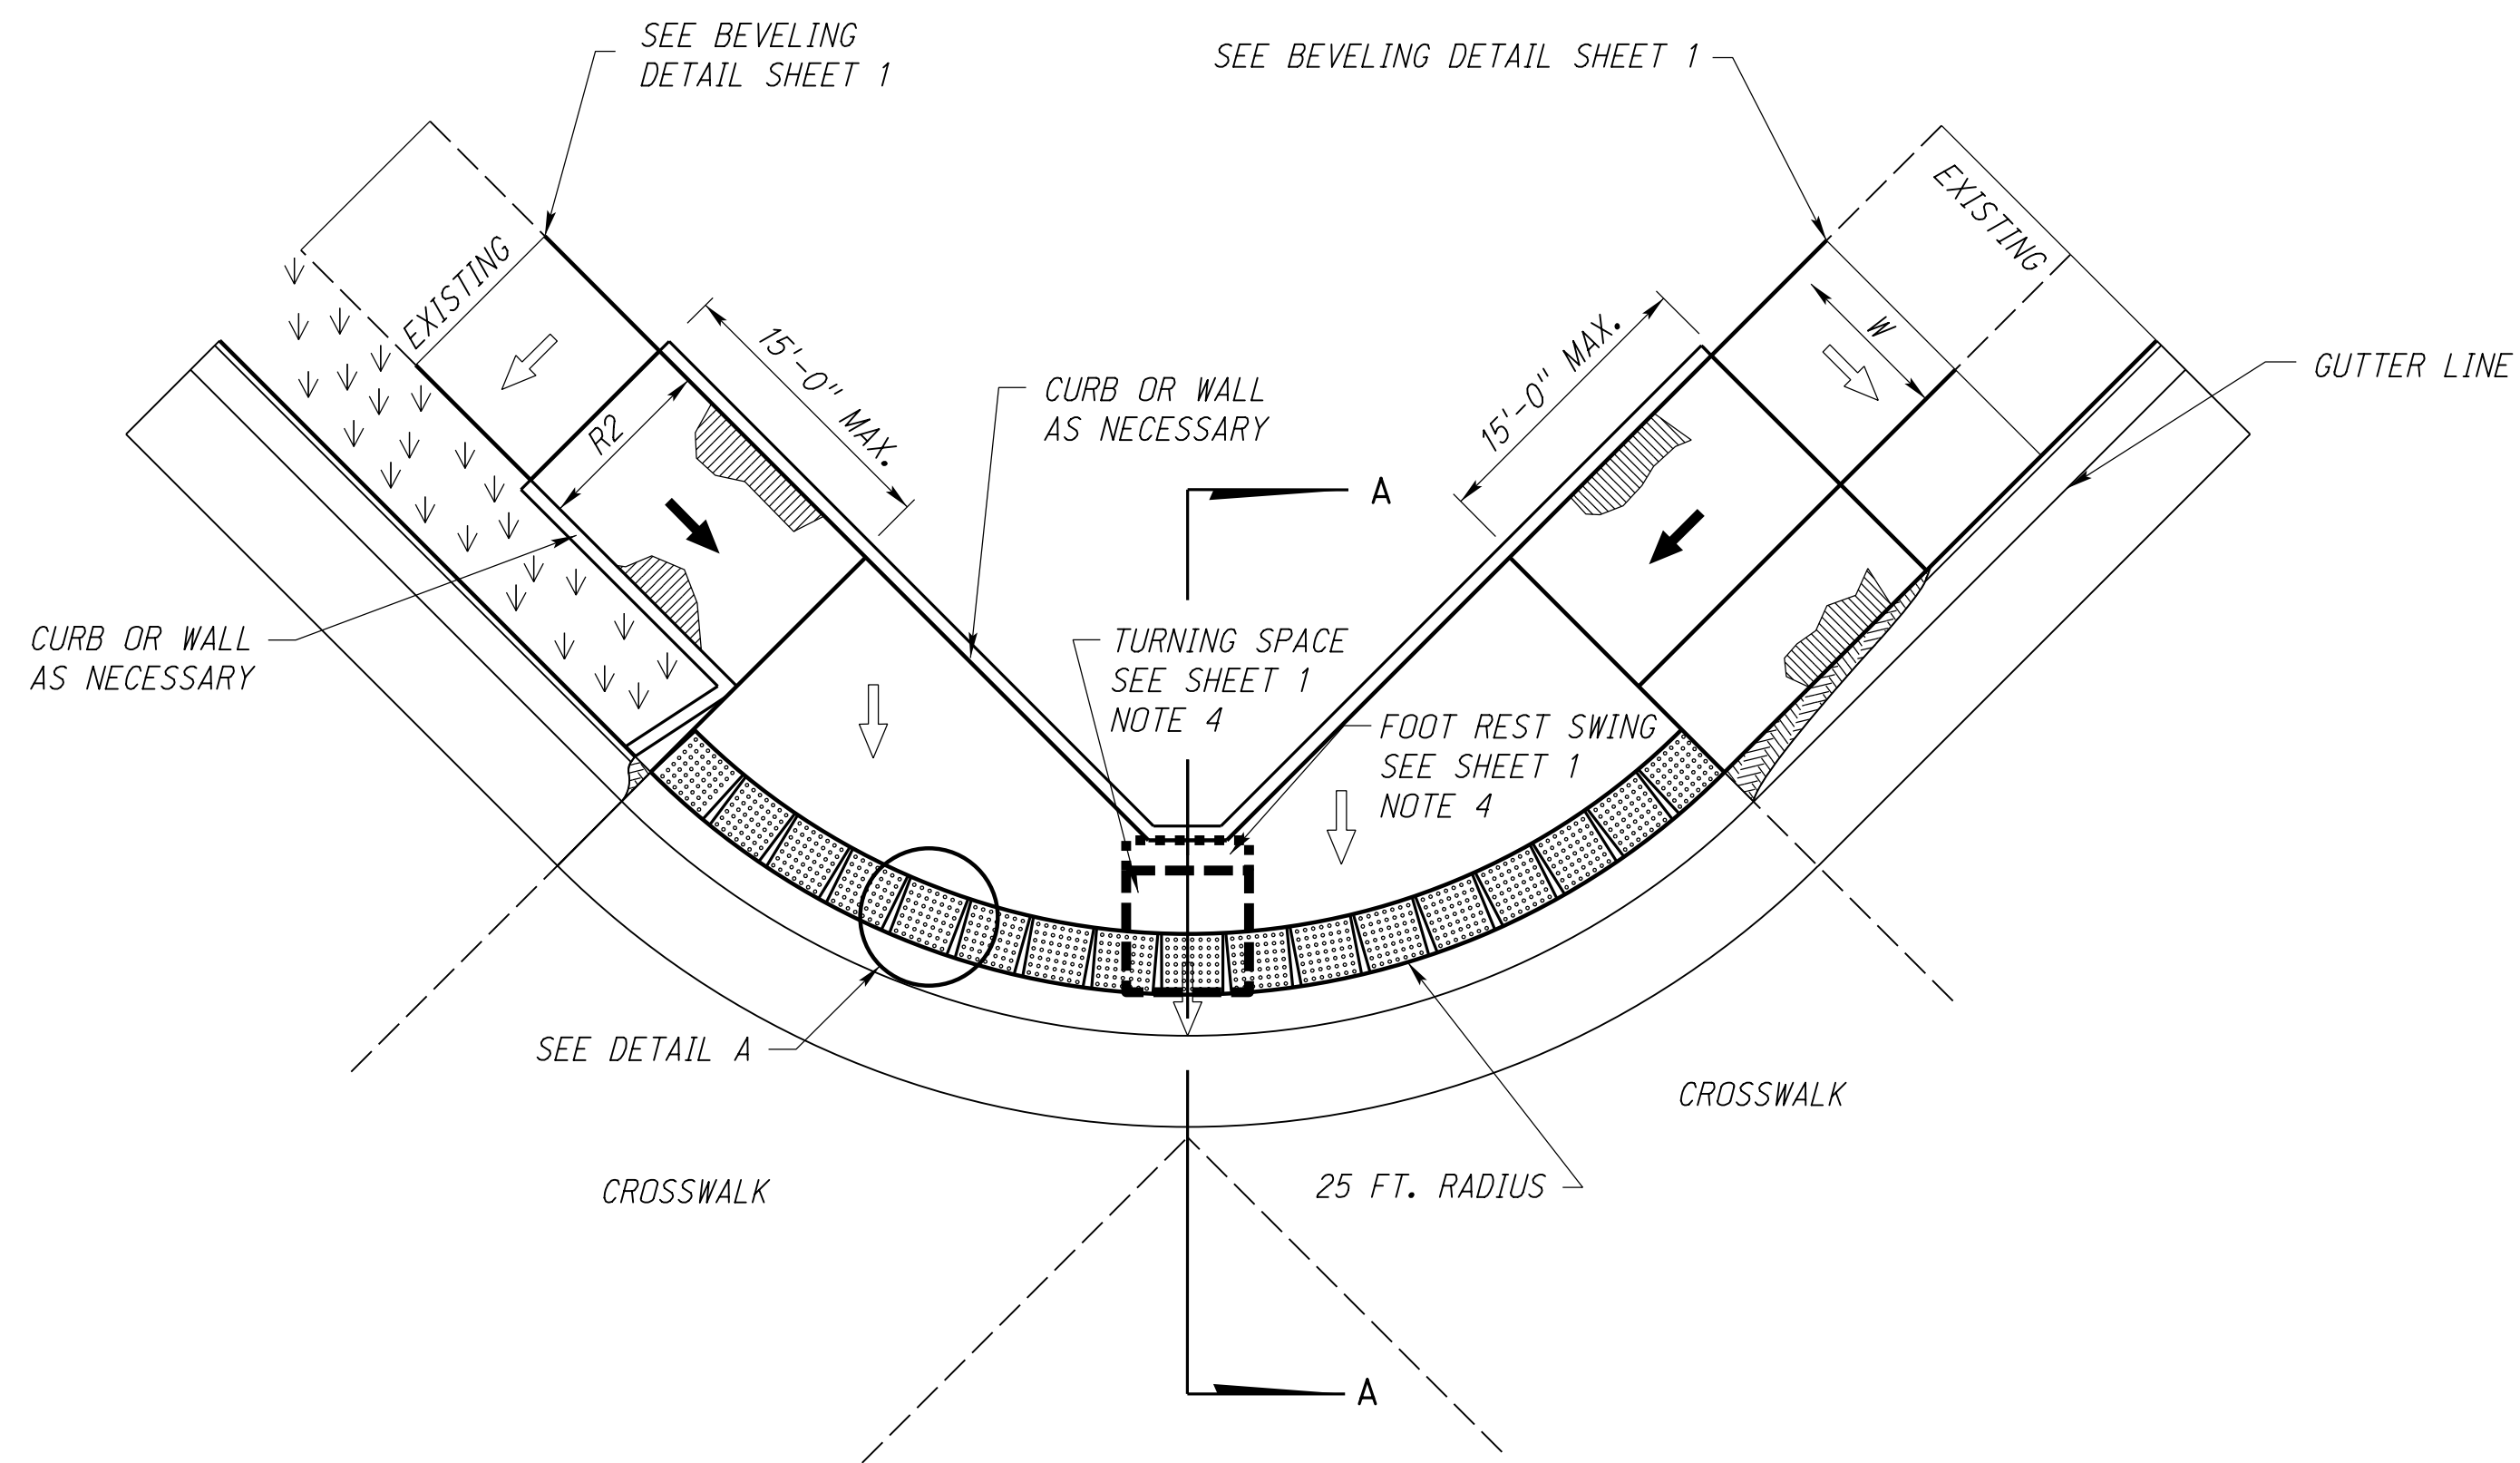 SEE BEVELING
DETAIL SHEET 1
SEE BEVELING DETAIL SHEET 1
EXISTING
EXISTING
15'-0" MAX.
15'-0" MAX.
W
GUTTER LINE
R2
CURB OR WALL
AS NECESSARY
A
CURB OR WALL
AS NECESSARY
TURNING SPACE
SEE SHEET 1
NOTE 4
FOOT REST SWING
SEE SHEET 1
NOTE 4
SEE DETAIL A
CROSSWALK
CROSSWALK
25 FT. RADIUS
A